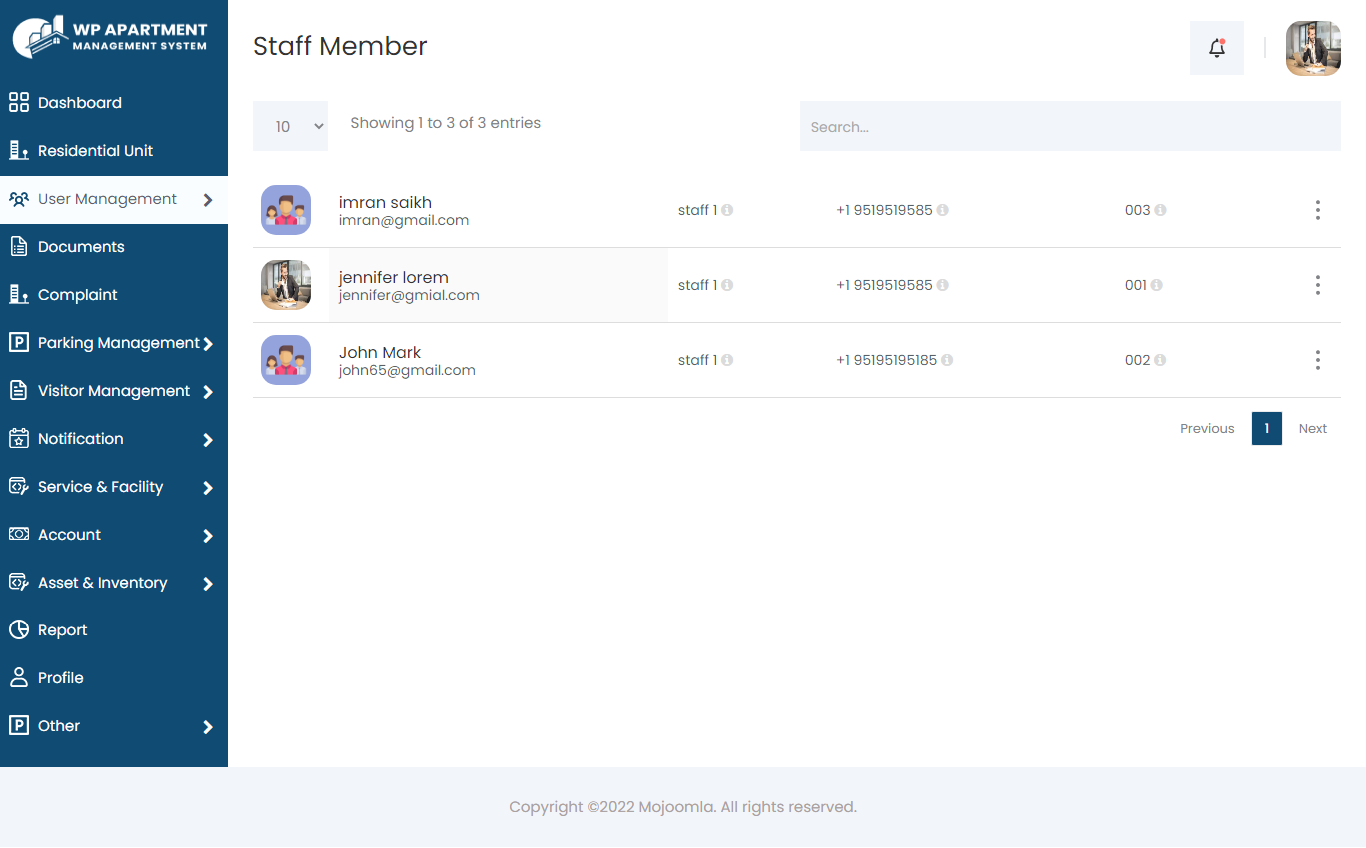 WP APARTMENT
MANAGEMENT SYSTEM
Dashboard
Residential Unit
User Management
Documents
Complaint
Parking Management
Visitor Management
Notification
Service & Facility
Account
Asset & Inventory
Report
Profile
Other
Staff Member
10
Showing 1 to 3 of 3 entries
Search...
imran saikh
imran@gmail.com
staff 1
+1 9519519585
003
jennifer lorem
jennifer@gmial.com
staff 1
+1 9519519585
001
John Mark
john65@gmail.com
staff 1
+1 95195195185
002
Previous
1
Next
Copyright ©2022 Mojoomla. All rights reserved.